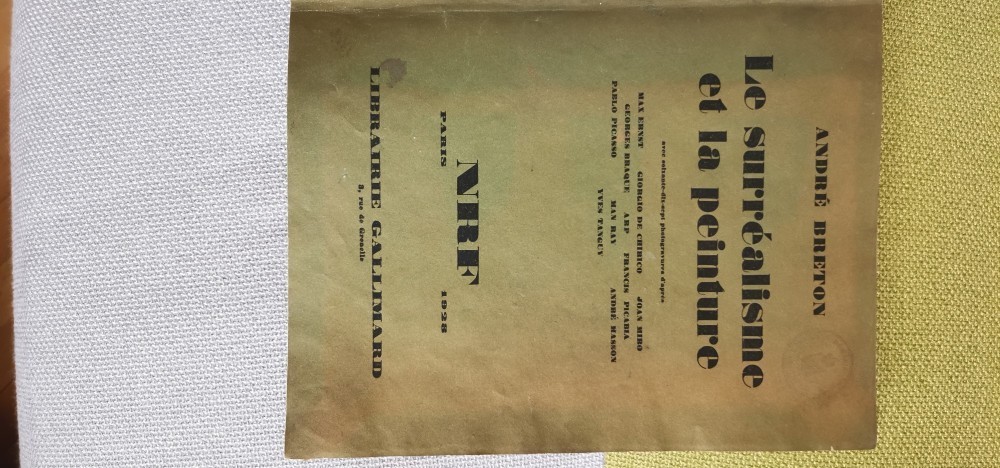 ANDRÉ BRETON
Le surréalisme
et la peinture
avec soixante-dix-sept photogravures d'après
MAX ERNST GIORGIO DE CHIRICO JOAN MIRO
GEORGES BRAQUE ARP FRANCIS PICABIA
PABLO PICASSO MAN RAY ANDRÉ MASSON
YVES TANGUY
NRF
PARIS 1928
LIBRAIRIE GALLIMARD
3, rue de Grenelle